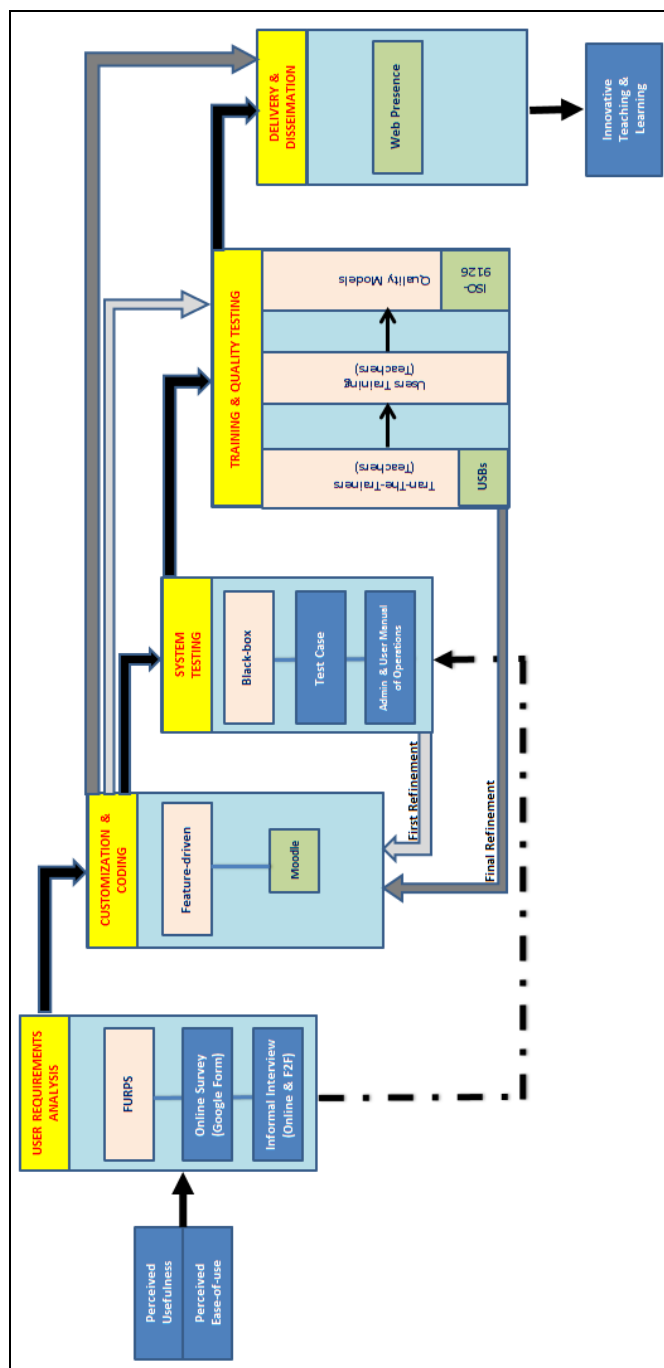 Perceived
Usefulness
Perceived
Ease-of-use
USER REQUIREMENTS
ANALYSIS
FURPS
Online Survey
(Google Form)
Informal Interview
(Online & F2F)
CUSTOMIZATION &
CODING
Feature-driven
Moodle
First Refinement
Final Refinement
SYSTEM
TESTING
Black-box
Test Case
Admin & User Manual
of Operations
TRAINING & QUALITY TESTING
Tran-The-Trainers
(Teachers)
USBs
Users Training
(Teachers)
Quality Models
ISO-
9126
DELIVERY &
DISSEIMATION
Web Presence
Innovative
Teaching &
Learning